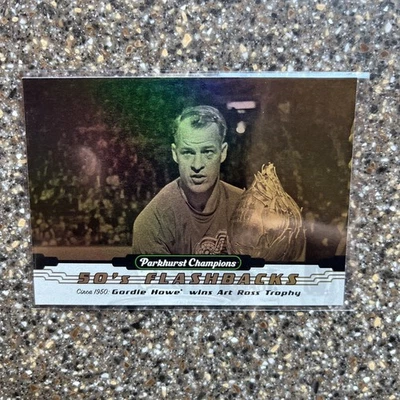 Parkhurst Champions
50's FLASHBACKS
Circa 1950: Gordie Howe* wins Art Ross Trophy